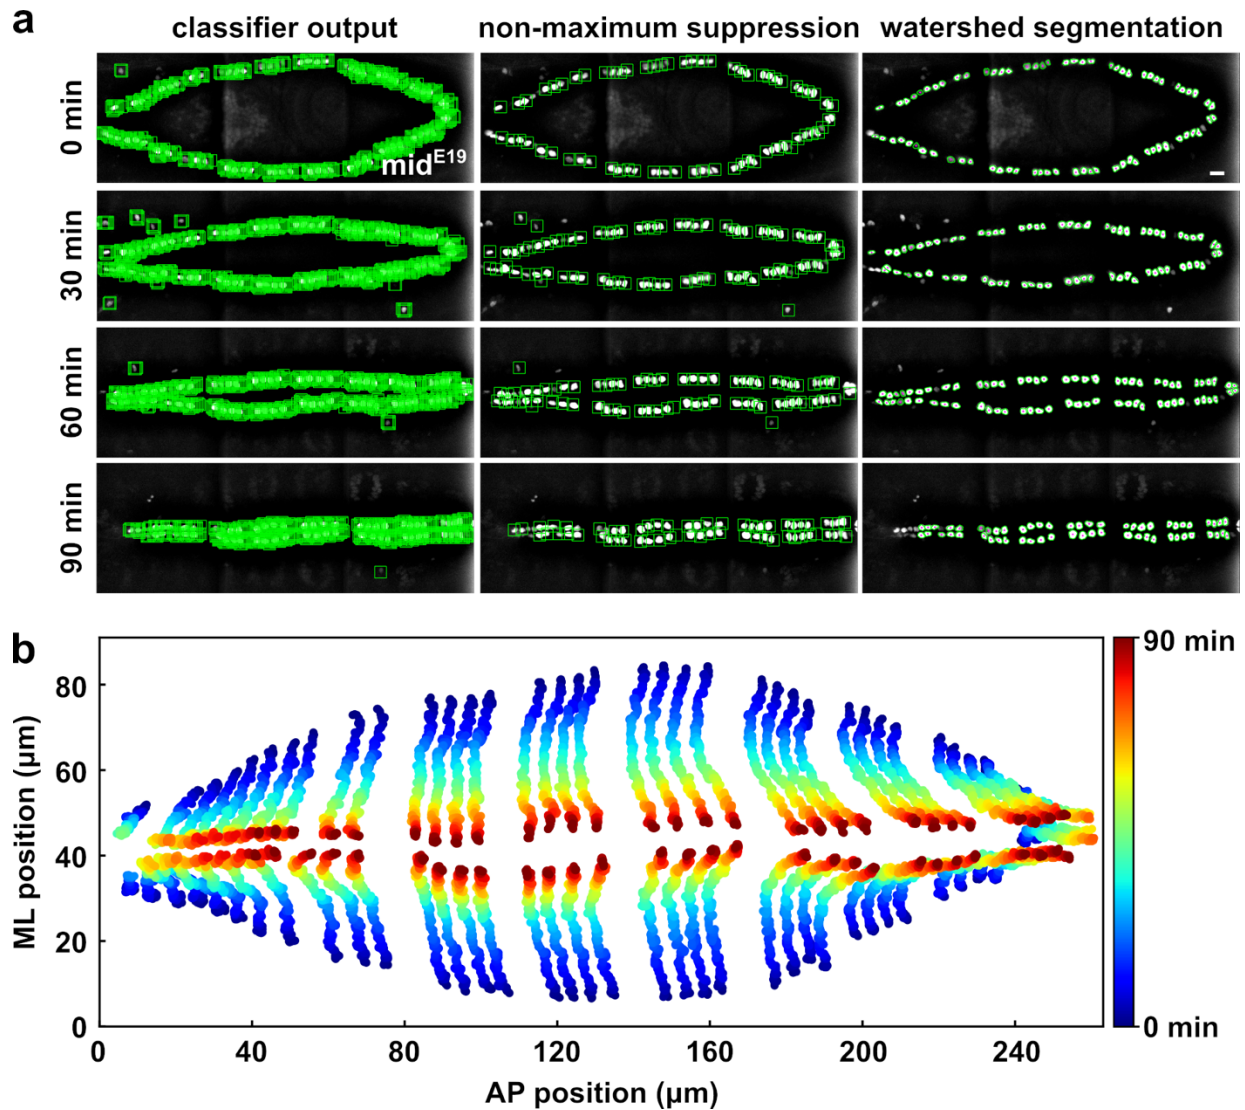 a
classifier output
non-maximum suppression
watershed segmentation
0 min
mid^E19
30 min
60 min
90 min
b
ML position (µm)
80
60
40
20
0
0
40
80
120
160
200
240
AP position (µm)
90 min
0 min